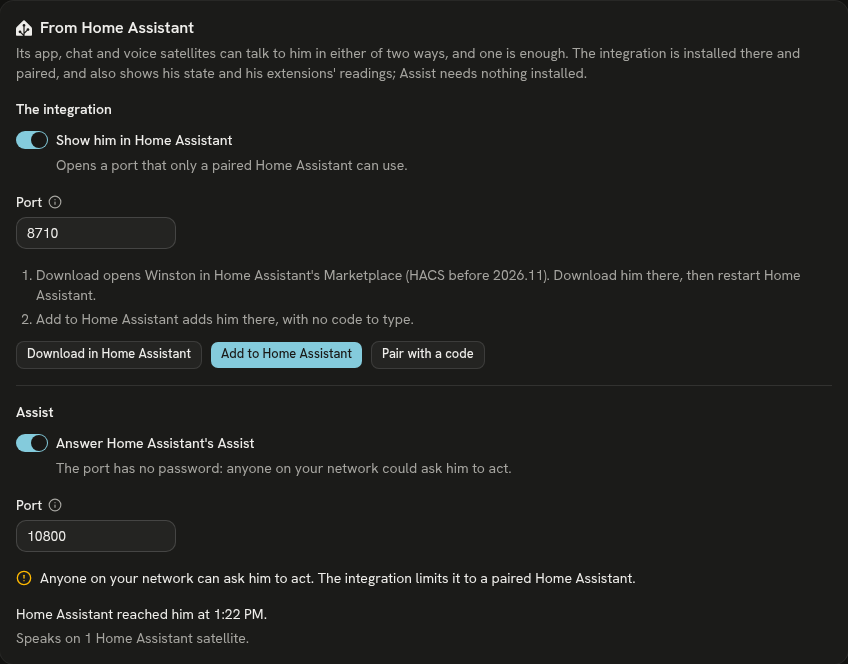 From Home Assistant
Its app, chat and voice satellites can talk to him in either of two ways, and one is enough. The integration is installed there and
paired, and also shows his state and his extensions' readings; Assist needs nothing installed.
The integration
Show him in Home Assistant
Opens a port that only a paired Home Assistant can use.
Port
8710
1. Download opens Winston in Home Assistant's Marketplace (HACS before 2026.11). Download him there, then restart Home
Assistant.
2. Add to Home Assistant adds him there, with no code to type.
Download in Home Assistant Add to Home Assistant Pair with a code
Assist
Answer Home Assistant's Assist
The port has no password: anyone on your network could ask him to act.
Port
10800
Anyone on your network can ask him to act. The integration limits it to a paired Home Assistant.
Home Assistant reached him at 1:22 PM.
Speaks on 1 Home Assistant satellite.